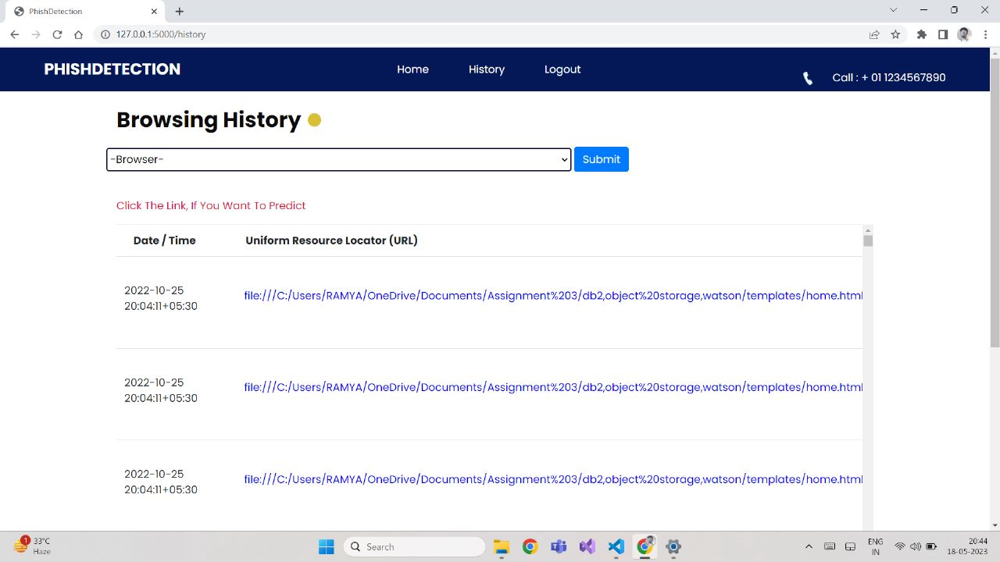 PhishDetection
127.0.0.1:5000/history
PHISHDETECTION
Home
History
Logout
Call : + 01 1234567890
Browsing History
-Browser-
Submit
Click The Link, If You Want To Predict
Date / Time
Uniform Resource Locator (URL)
2022-10-25
20:04:11+05:30
file:///C:/Users/RAMYA/OneDrive/Documents/Assignment%203/db2,object%20storage,watson/templates/home.html
2022-10-25
20:04:11+05:30
file:///C:/Users/RAMYA/OneDrive/Documents/Assignment%203/db2,object%20storage,watson/templates/home.html
2022-10-25
20:04:11+05:30
file:///C:/Users/RAMYA/OneDrive/Documents/Assignment%203/db2,object%20storage,watson/templates/home.html
1
33°C
Haze
Search
ENG
IN
20:44
18-05-2023